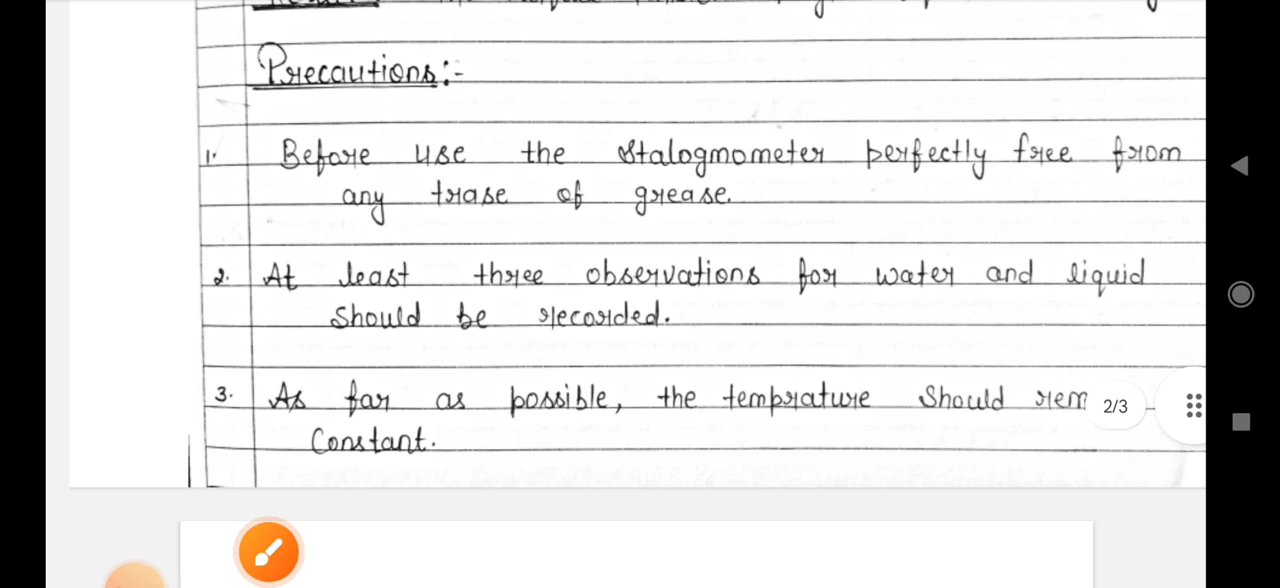 Precautions:-
1. Before use the stalogmometer perfectly free from
any trase of grease.
2. At least three observations for water and liquid
should be recorded.
3. As far as possible, the temprature should rem
2/3
Constant.